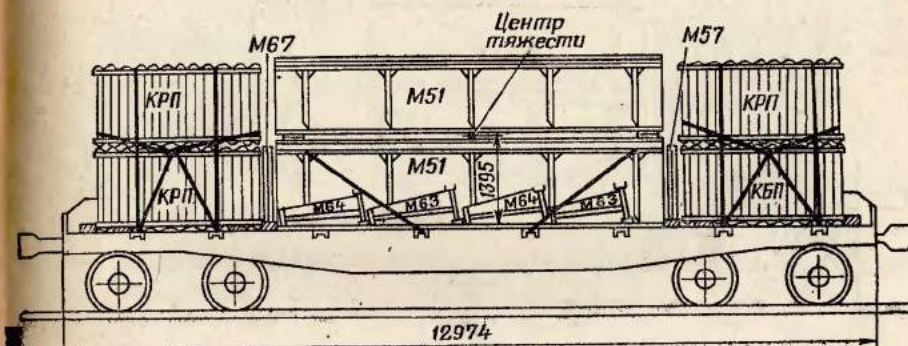 Центр
тяжести
М67
М57
КРП
М51
КРП
М51
1395
КРП
КБП
М64
М63
М64
М63
12974